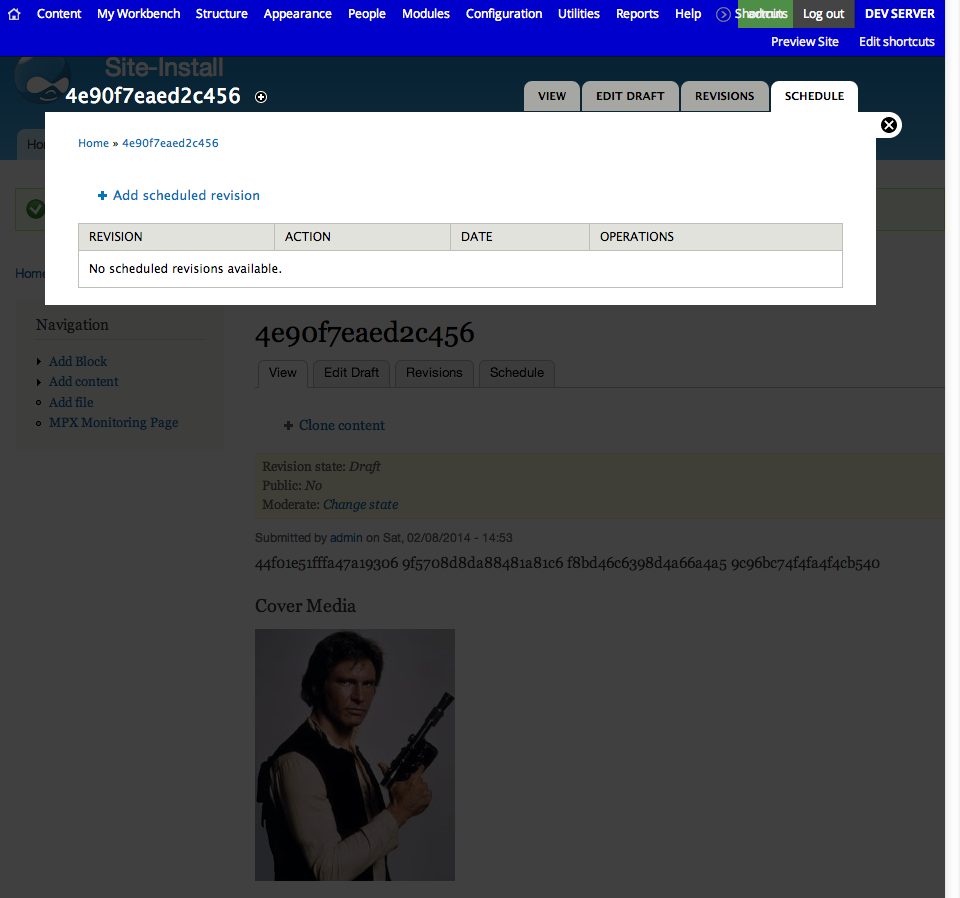 Content My Workbench Structure Appearance People Modules Configuration Utilities Reports Help Shortcuts admin Log out DEV SERVER
Preview Site Edit shortcuts
Site-Install
4e90f7eaed2c456
VIEW EDIT DRAFT REVISIONS SCHEDULE
Ho
Home » 4e90f7eaed2c456
Add scheduled revision
REVISION ACTION DATE OPERATIONS
No scheduled revisions available.
Home
Navigation
Add Block
Add content
Add file
MPX Monitoring Page
4e90f7eaed2c456
View Edit Draft Revisions Schedule
Clone content
Revision state: Draft
Public: No
Moderate: Change state
Submitted by admin on Sat, 02/08/2014 - 14:53
44f01e51fffa47a19306 9f5708d8da88481a81c6 f8bd46c6398d4a66a4a5 9c96bc74f4fa4f4cb540
Cover Media